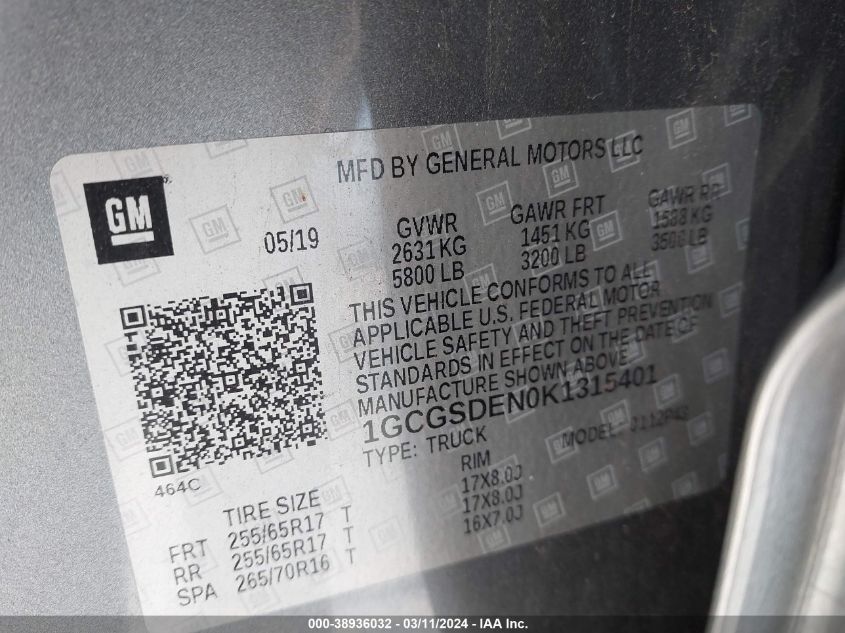 MFD BY GENERAL MOTORS LLC
GM
05/19
GVWR GAWR FRT GAWR RR
2631 KG 1451 KG 1588 KG
5800 LB 3200 LB 3500 LB
THIS VEHICLE CONFORMS TO ALL
APPLICABLE U.S. FEDERAL MOTOR
VEHICLE SAFETY AND THEFT PREVENTION
STANDARDS IN EFFECT ON THE DATE OF
MANUFACTURE SHOWN ABOVE
1GCGSDEN0K1315401
TYPE: TRUCK MODEL:
464C
TIRE SIZE RIM
FRT 255/65R17 T 17X8.0J
RR 255/65R17 T 17X8.0J
SPA 265/70R16 T 16X7.0J
000-38936032 / 03/11/2024 - IAA Inc.